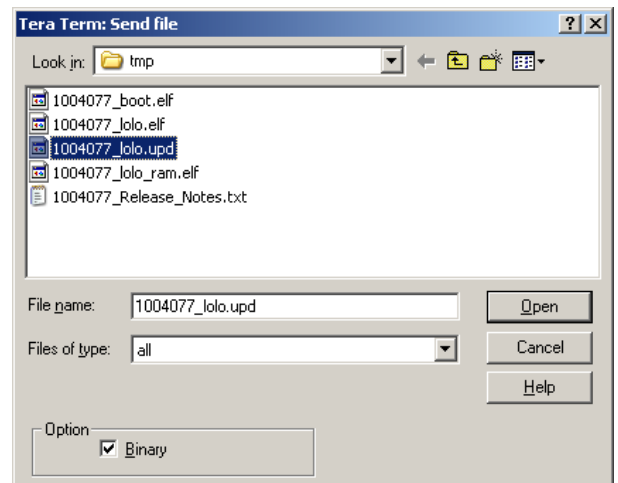 Tera Term: Send file
Look in: tmp
1004077_boot.elf
1004077_lolo.elf
1004077_lolo.upd
1004077_lolo_ram.elf
1004077_Release_Notes.txt
File name: 1004077_lolo.upd Open
Files of type: all Cancel
Help
Option
Binary